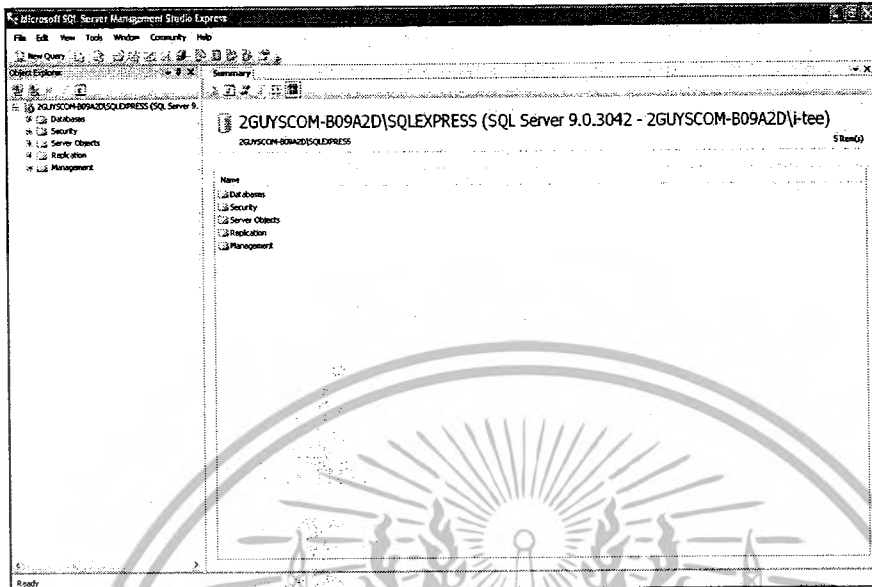 Microsoft SQL Server Management Studio Express
File Edit View Tools Window Community Help
New Query
Object Explorer
Summary
2GUYSCOM-B09A2D\SQLEXPRESS (SQL Server 9.
Databases
Security
Server Objects
Replication
Management
2GUYSCOM-B09A2D\SQLEXPRESS (SQL Server 9.0.3042 - 2GUYSCOM-B09A2D\i-tee)
2GUYSCOM-B09A2D\SQLEXPRESS
5 Item(s)
Name
Databases
Security
Server Objects
Replication
Management
Ready